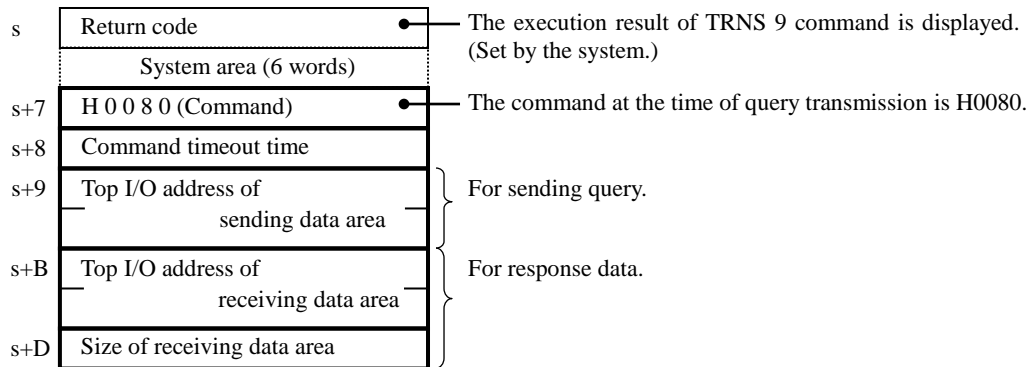 s Return code The execution result of TRNS 9 command is displayed.
(Set by the system.)
System area (6 words)
s+7 H 0 0 8 0 (Command) The command at the time of query transmission is H0080.
s+8 Command timeout time
s+9 Top I/O address of For sending query.
sending data area
s+B Top I/O address of For response data.
receiving data area
s+D Size of receiving data area